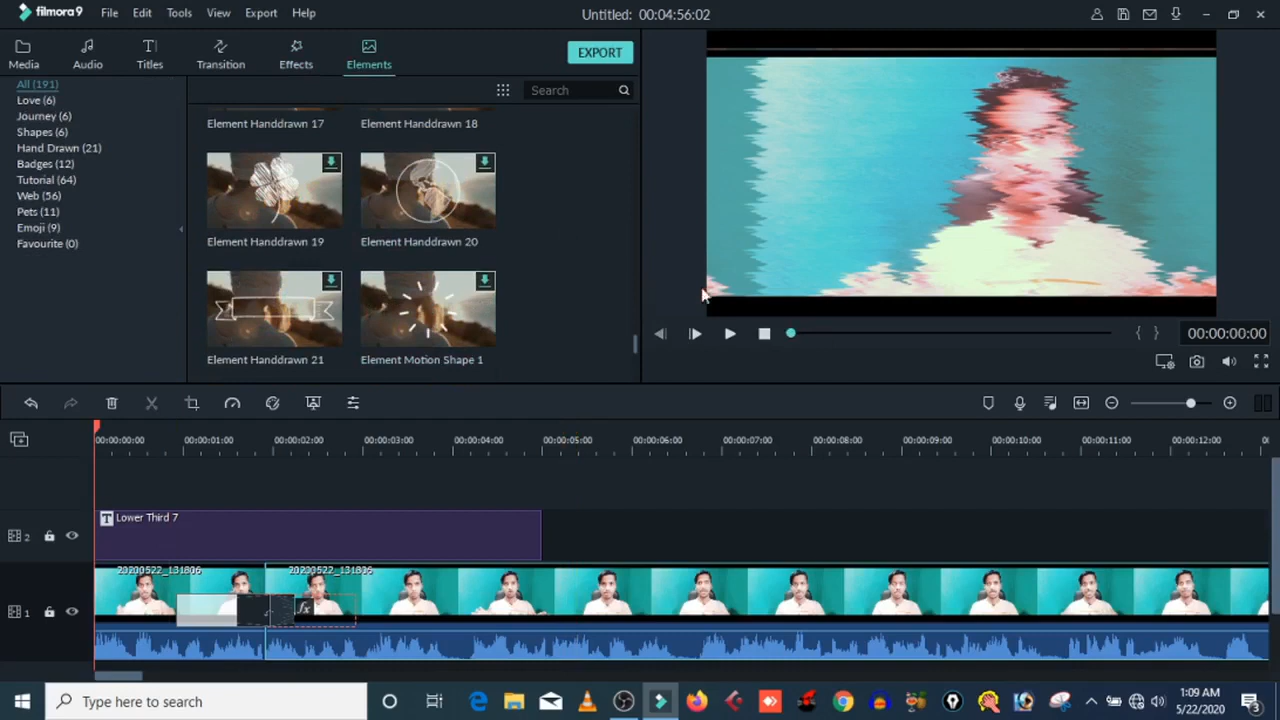 filmora9 File Edit Tools View Export Help Untitled: 00:04:56:02
Media Audio Titles Transition Effects Elements EXPORT
All (191)
Love (6)
Journey (6)
Shapes (6)
Hand Drawn (21)
Badges (12)
Tutorial (64)
Web (56)
Pets (11)
Emoji (9)
Favourite (0)
Search
Element Handdrawn 17 Element Handdrawn 18
Element Handdrawn 19 Element Handdrawn 20
Element Handdrawn 21 Element Motion Shape 1
00:00:00:00
00:00:00:00 00:00:01:00 00:00:02:00 00:00:03:00 00:00:04:00 00:00:05:00 00:00:06:00 00:00:07:00 00:00:08:00 00:00:09:00 00:00:10:00 00:00:11:00 00:00:12:00
2 T Lower Third 7
20200522_131806 20200522_131806
1 fx
Type here to search
1:09 AM
5/22/2020
3